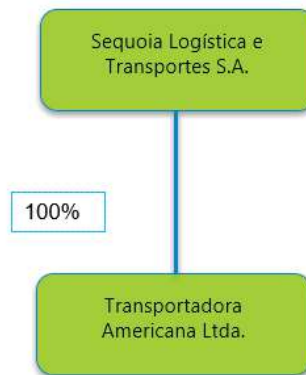 Sequoia Logística e
Transportes S.A.
100%
Transportadora
Americana Ltda.